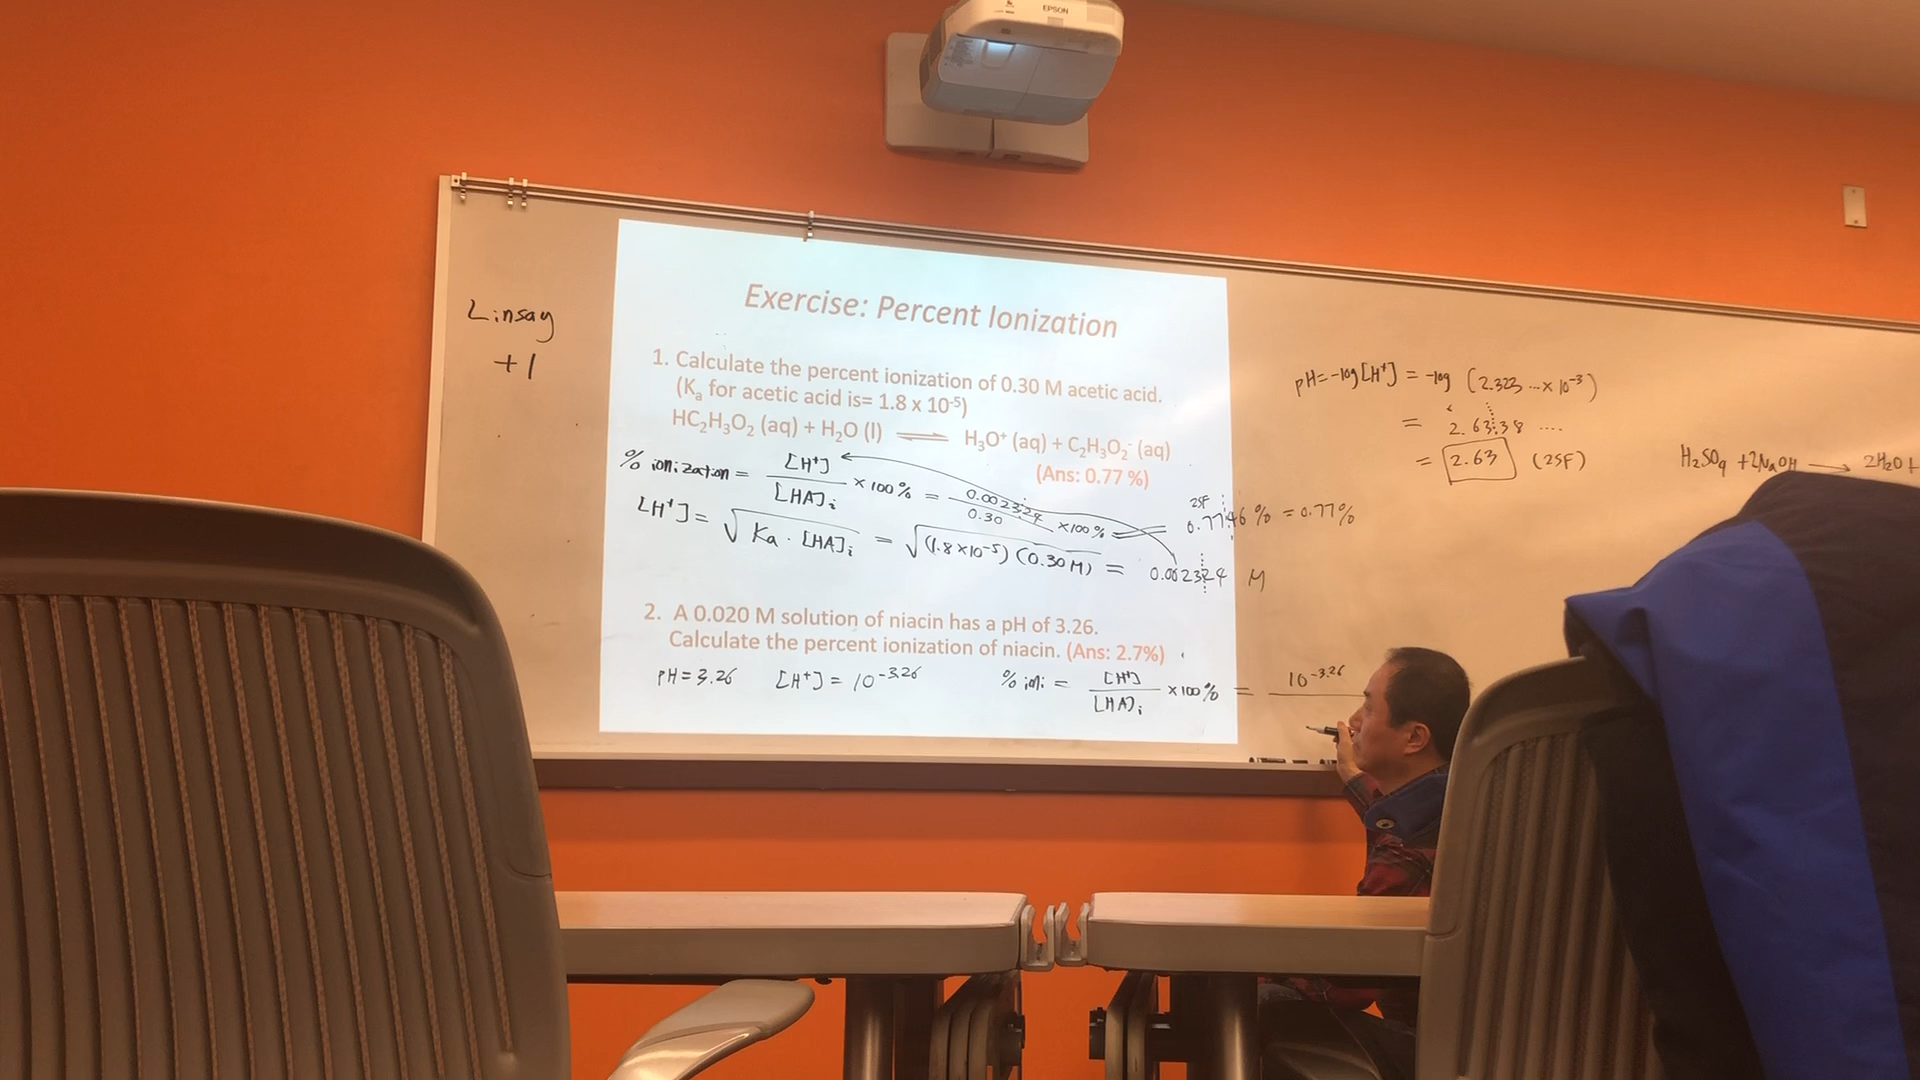 EPSON
Linsay
+1
Exercise: Percent Ionization
1. Calculate the percent ionization of 0.30 M acetic acid.
(Kₐ for acetic acid is= 1.8 x 10⁻⁵)
HC₂H₃O₂ (aq) + H₂O (l) ⇌ H₃O⁺ (aq) + C₂H₃O₂⁻ (aq)
(Ans: 0.77 %)
% ionization = [H⁺] / [HA]ᵢ × 100% = 0.002324 / 0.30 × 100% = 0.7746 % = 0.77%
2SF
[H⁺] = √(Ka · [HA]ᵢ) = √((1.8×10⁻⁵)(0.30M)) = 0.002324 M
2. A 0.020 M solution of niacin has a pH of 3.26.
Calculate the percent ionization of niacin. (Ans: 2.7%)
pH = 3.26 [H⁺] = 10⁻³·²⁶ % ioni = [H⁺] / [HA]ᵢ × 100% = 10⁻³·²⁶
pH = -log[H⁺] = -log (2.323 ... × 10⁻³)
= 2.6338 ....
= 2.63 (2SF)
H₂SO₄ + 2NaOH → 2H₂O +